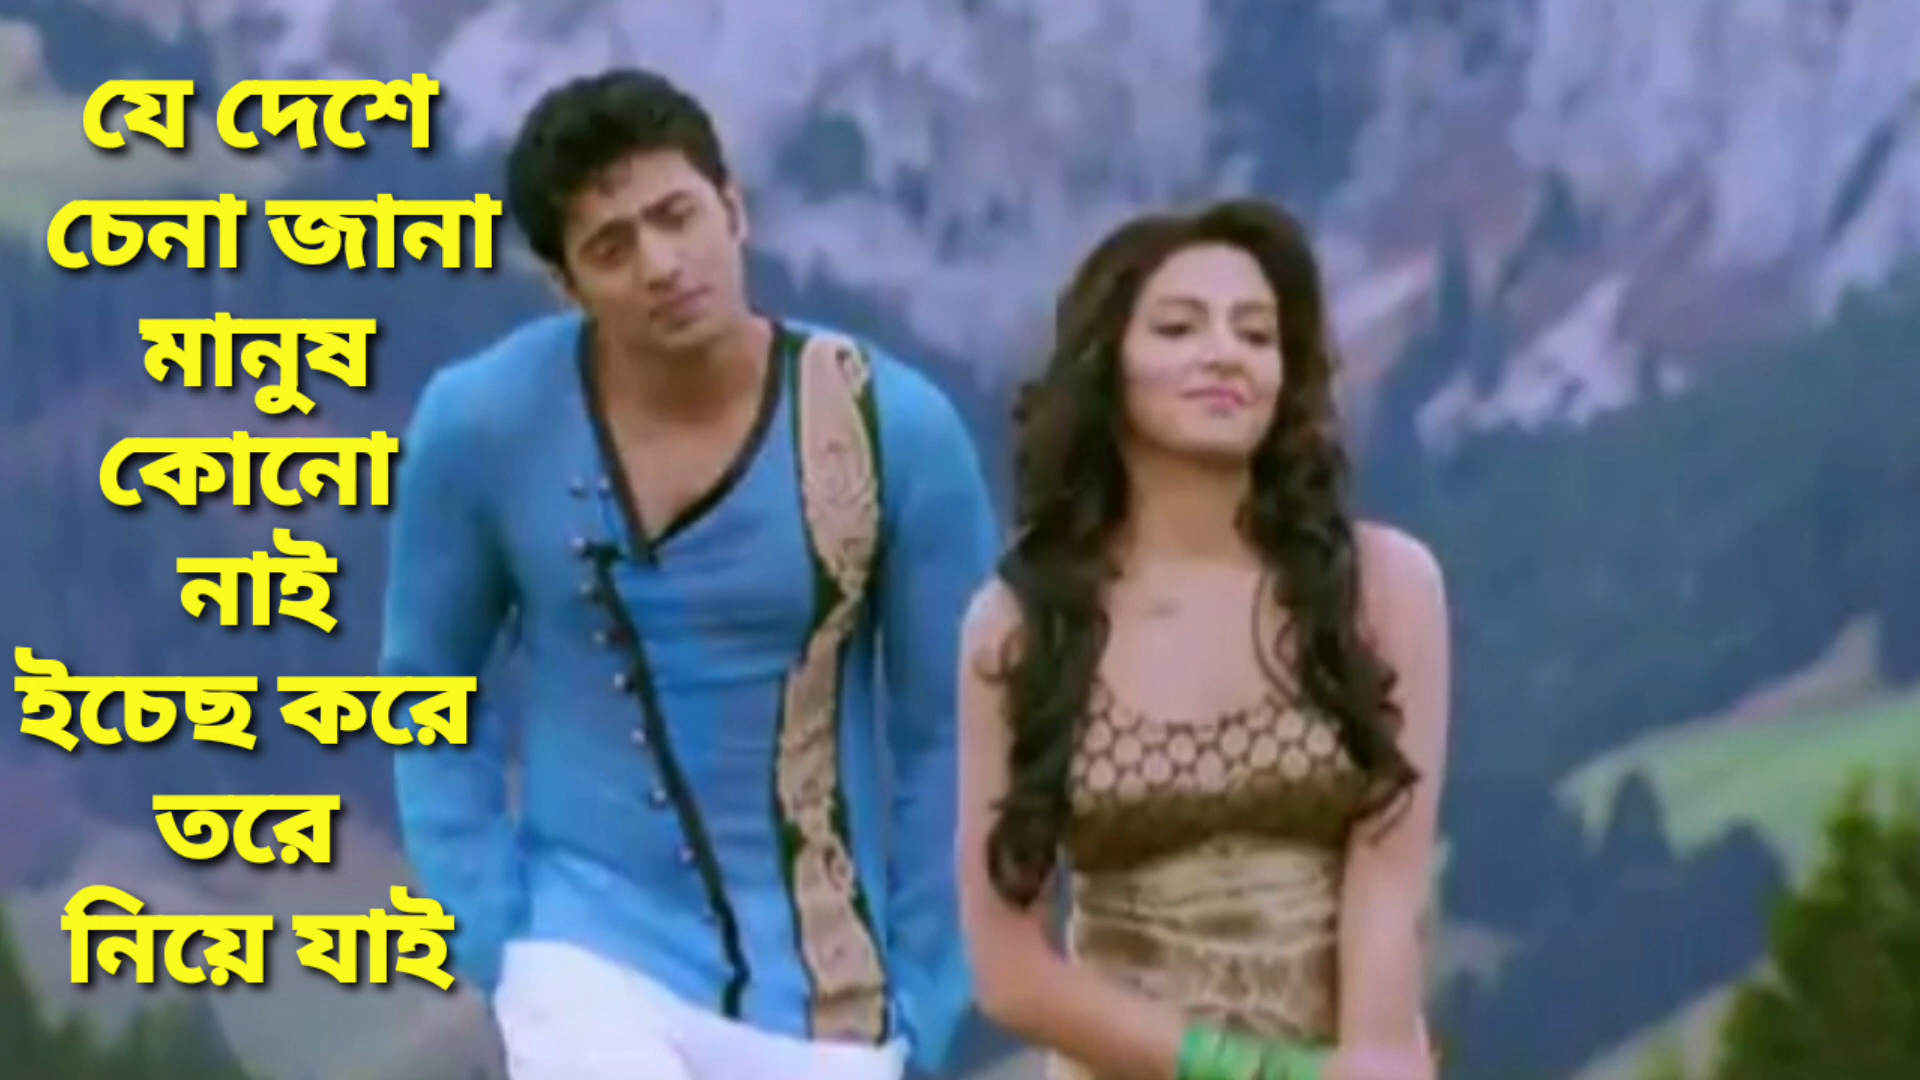 যে দেশে
চেনা জানা
মানুষ
কোনো
নাই
ইচেছ করে
তরে
নিয়ে যাই